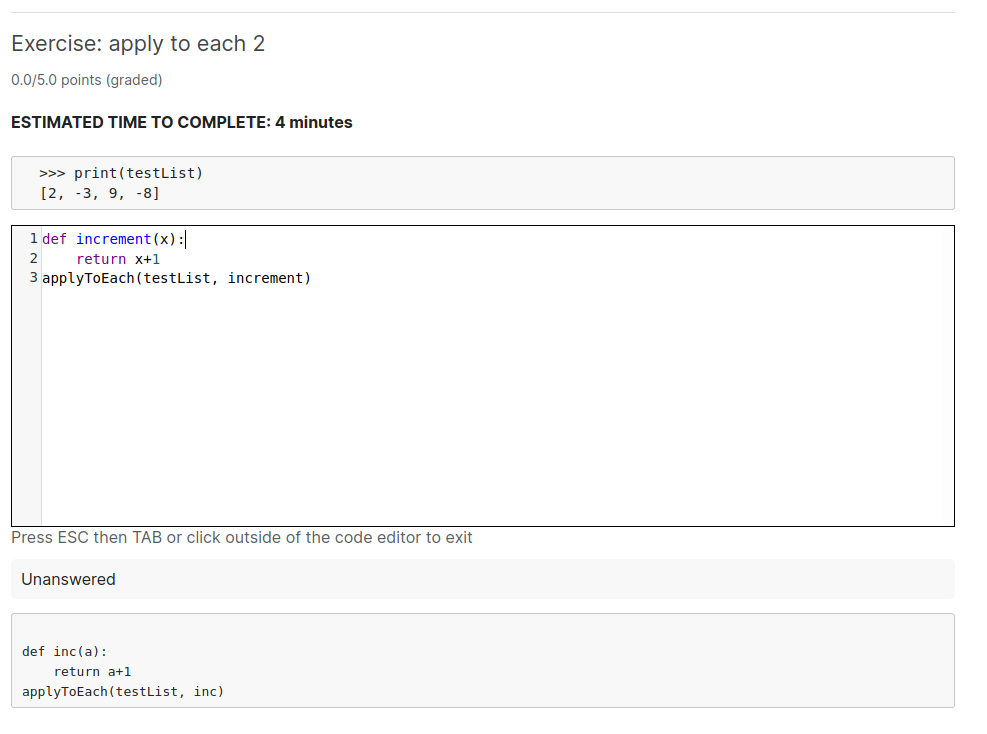 Exercise: apply to each 2
0.0/5.0 points (graded)
ESTIMATED TIME TO COMPLETE: 4 minutes
>>> print(testList)
[2, -3, 9, -8]
1 def increment(x):
2     return x+1
3 applyToEach(testList, increment)
Press ESC then TAB or click outside of the code editor to exit
Unanswered
def inc(a):
    return a+1
applyToEach(testList, inc)